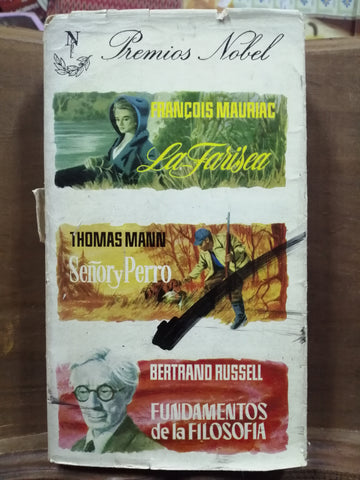 N
Premios Nobel
FRANÇOIS MAURIAC
La Farisea
THOMAS MANN
Señor y Perro
BERTRAND RUSSELL
FUNDAMENTOS
de la FILOSOFIA